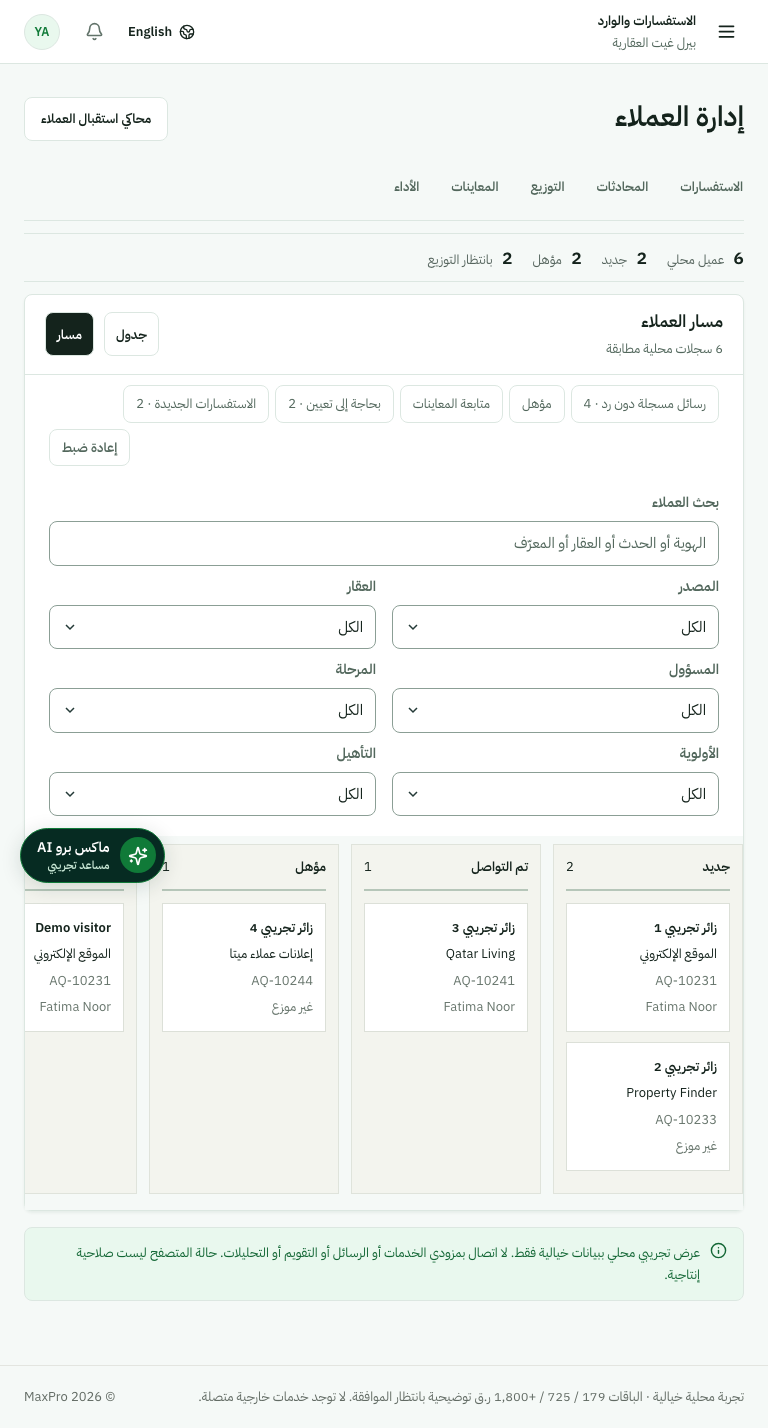 الاستفسارات والوارد
بيرل غيت العقارية
English
YA
إدارة العملاء
محاكي استقبال العملاء
الاستفسارات
المحادثات
التوزيع
المعاينات
الأداء
6 عميل محلي
2 جديد
2 مؤهل
2 بانتظار التوزيع
مسار العملاء
6 سجلات محلية مطابقة
جدول
مسار
رسائل مسجلة دون رد · 4
مؤهل
متابعة المعاينات
بحاجة إلى تعيين · 2
الاستفسارات الجديدة · 2
إعادة ضبط
بحث العملاء
الهوية أو الحدث أو العقار أو المعرّف
المصدر
العقار
الكل
الكل
المسؤول
المرحلة
الكل
الكل
الأولوية
التأهيل
الكل
الكل
ماكس برو AI
مساعد تجريبي
جديد
2
زائر تجريبي 1
الموقع الإلكتروني
AQ-10231
Fatima Noor
زائر تجريبي 2
Property Finder
AQ-10233
غير موزع
تم التواصل
1
زائر تجريبي 3
Qatar Living
AQ-10241
Fatima Noor
مؤهل
1
زائر تجريبي 4
إعلانات عملاء ميتا
AQ-10244
غير موزع
Demo visitor
الموقع الإلكتروني
AQ-10231
Fatima Noor
عرض تجريبي محلي ببيانات خيالية فقط. لا اتصال بمزودي الخدمات أو الرسائل أو التقويم أو التحليلات. حالة المتصفح ليست صلاحية
إنتاجية.
تجربة محلية خيالية · الباقات 179 / 725 / +1,800 ر.ق توضيحية بانتظار الموافقة. لا توجد خدمات خارجية متصلة.
© 2026 MaxPro